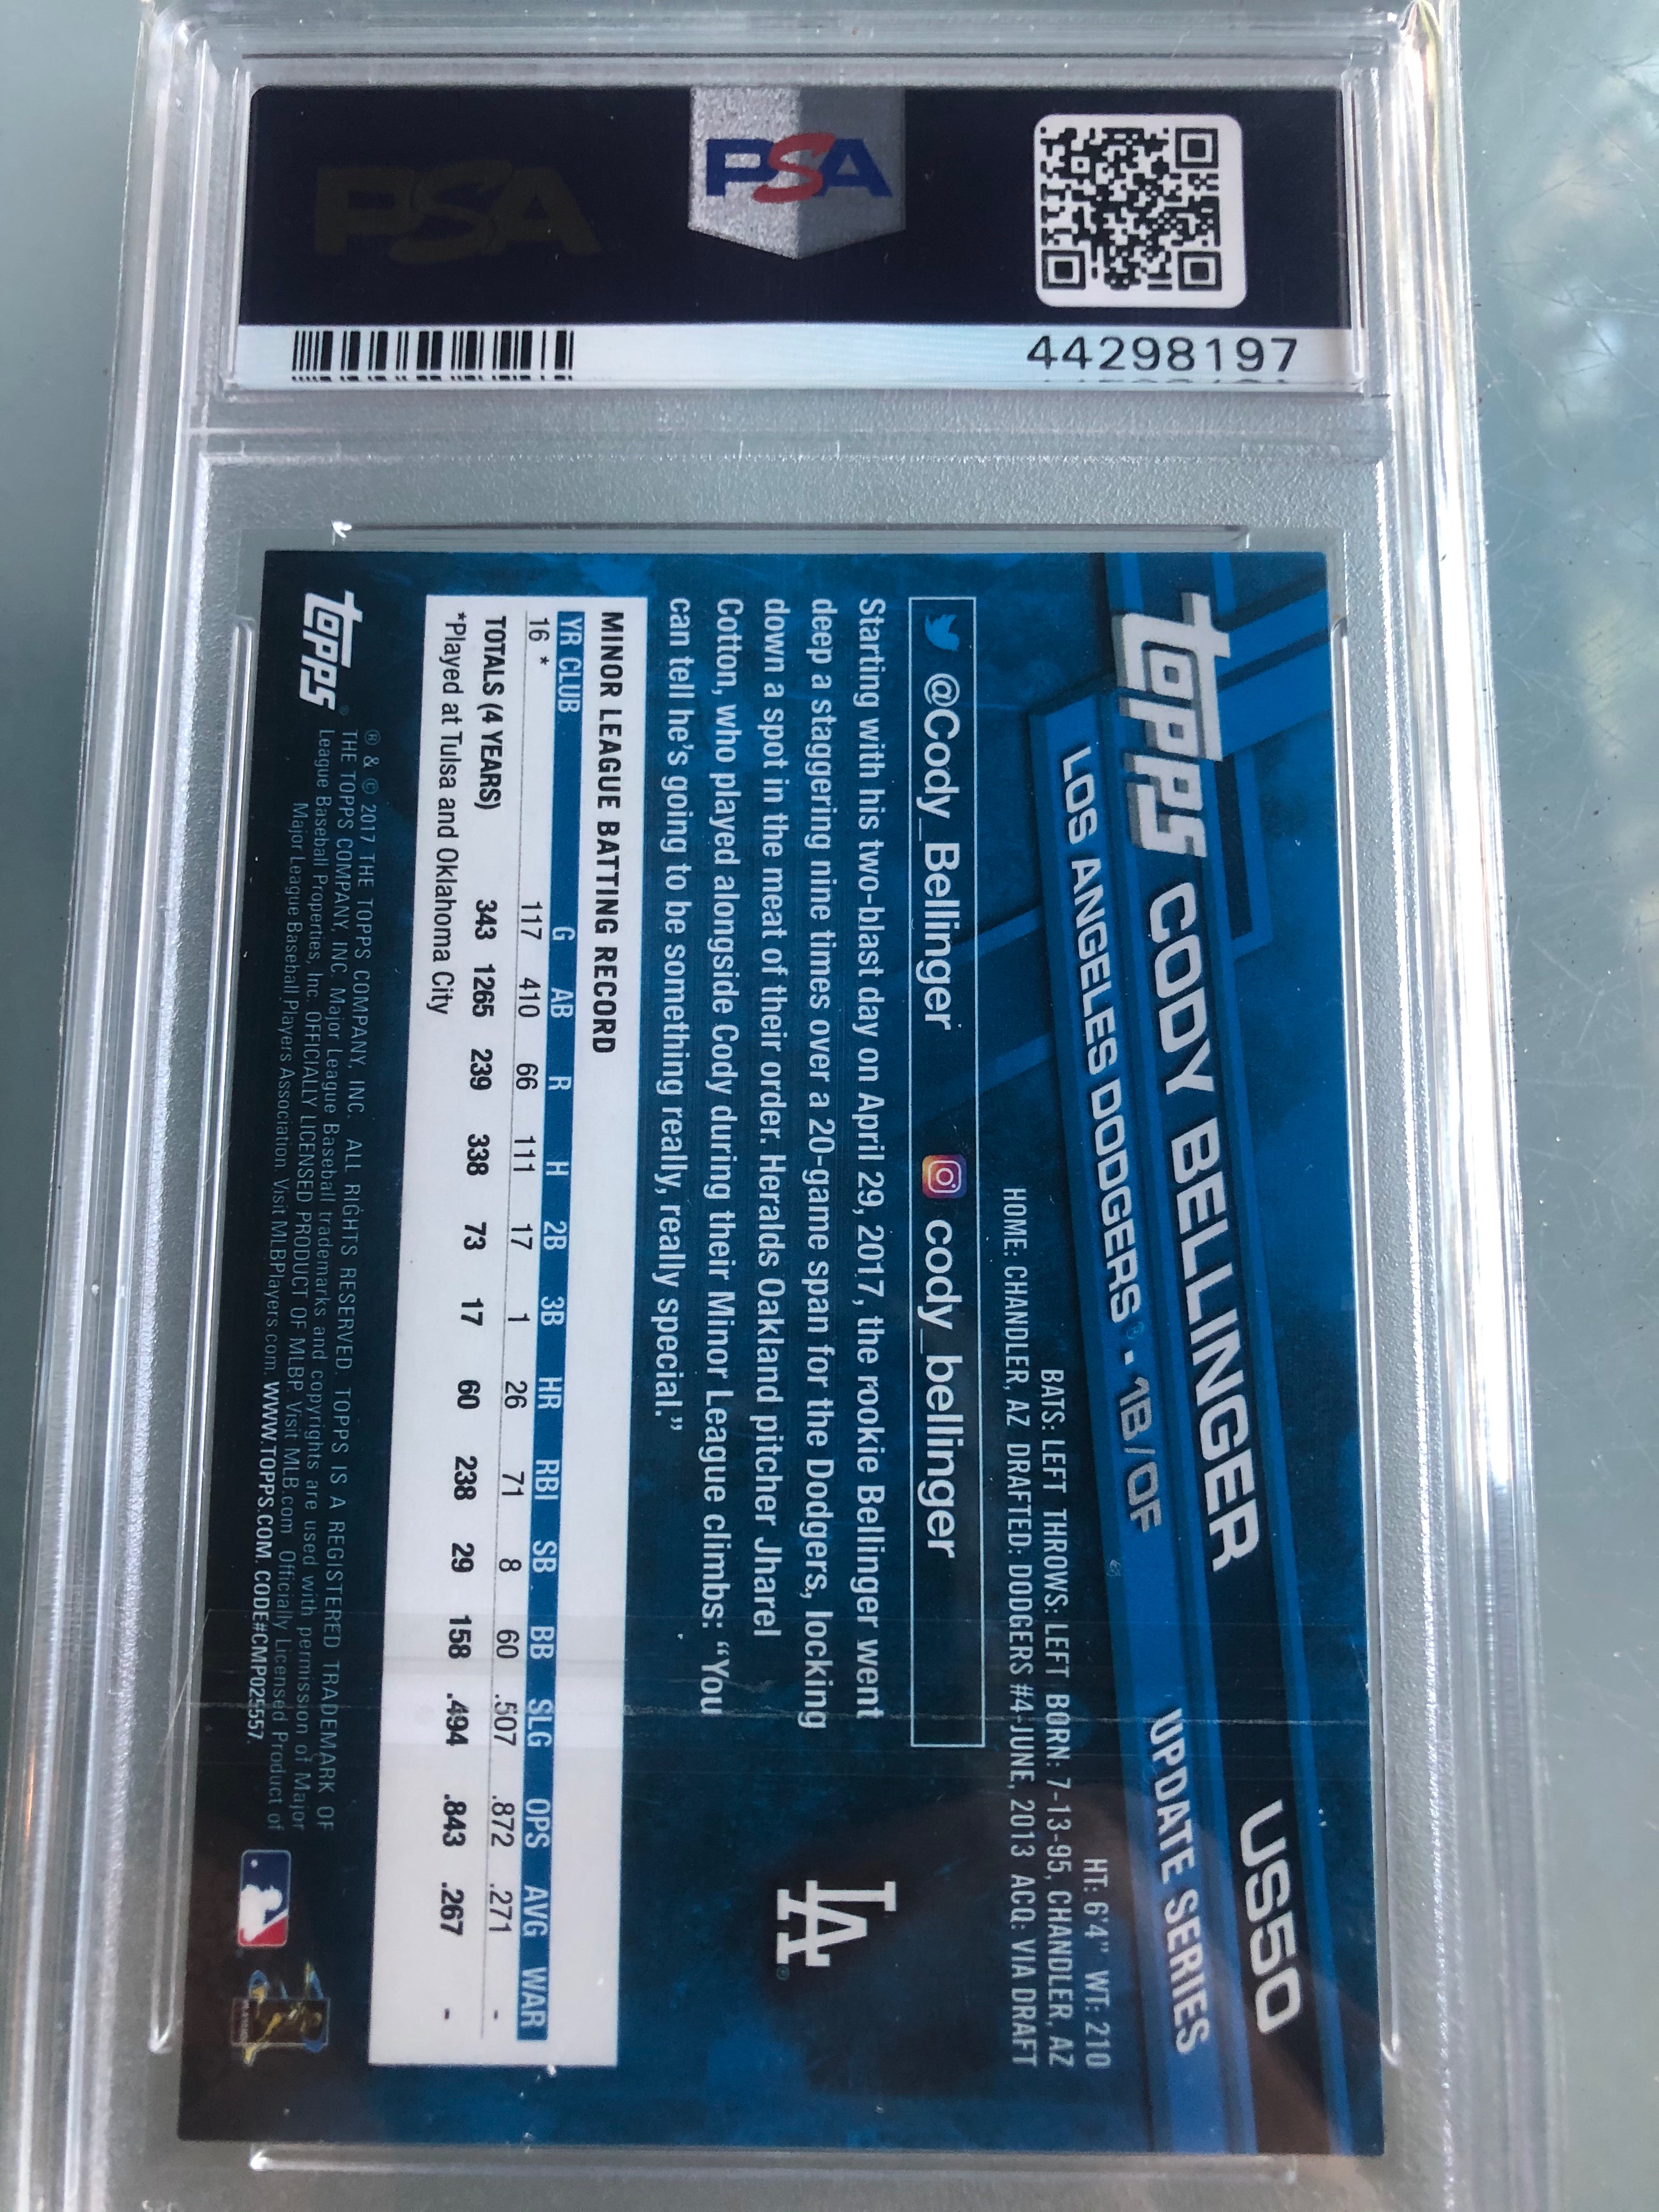 PSA
PSA
44298197
topps CODY BELLINGER US50
LOS ANGELES DODGERS® • 1B/OF UPDATE SERIES
HT: 6'4" WT: 210
BATS: LEFT THROWS: LEFT BORN: 7-13-95, CHANDLER, AZ
HOME: CHANDLER, AZ DRAFTED: DODGERS #4-JUNE, 2013 ACQ: VIA DRAFT
@Cody_Bellinger cody_bellinger
Starting with his two-blast day on April 29, 2017, the rookie Bellinger went
deep a staggering nine times over a 20-game span for the Dodgers, locking
down a spot in the meat of their order. Heralds Oakland pitcher Jharel
Cotton, who played alongside Cody during their Minor League climbs: “You
can tell he's going to be something really, really special.”
LA
MINOR LEAGUE BATTING RECORD
YR CLUB G AB R H 2B 3B HR RBI SB BB SLG OPS AVG WAR
16 * 117 410 66 111 17 1 26 71 8 60 .507 .872 .271 -
TOTALS (4 YEARS) 343 1265 239 338 73 17 60 238 29 158 .494 .843 .267 -
*Played at Tulsa and Oklahoma City
topps®
® & © 2017 THE TOPPS COMPANY, INC. ALL RIGHTS RESERVED. TOPPS IS A REGISTERED TRADEMARK OF
THE TOPPS COMPANY, INC. Major League Baseball trademarks and copyrights are used with permission of Major
League Baseball Properties, Inc. OFFICIALLY LICENSED PRODUCT OF MLBP. Visit MLB.com Officially Licensed Product of
Major League Baseball Players Association. Visit MLBPlayers.com. WWW.TOPPS.COM. CODE#CMP025557.